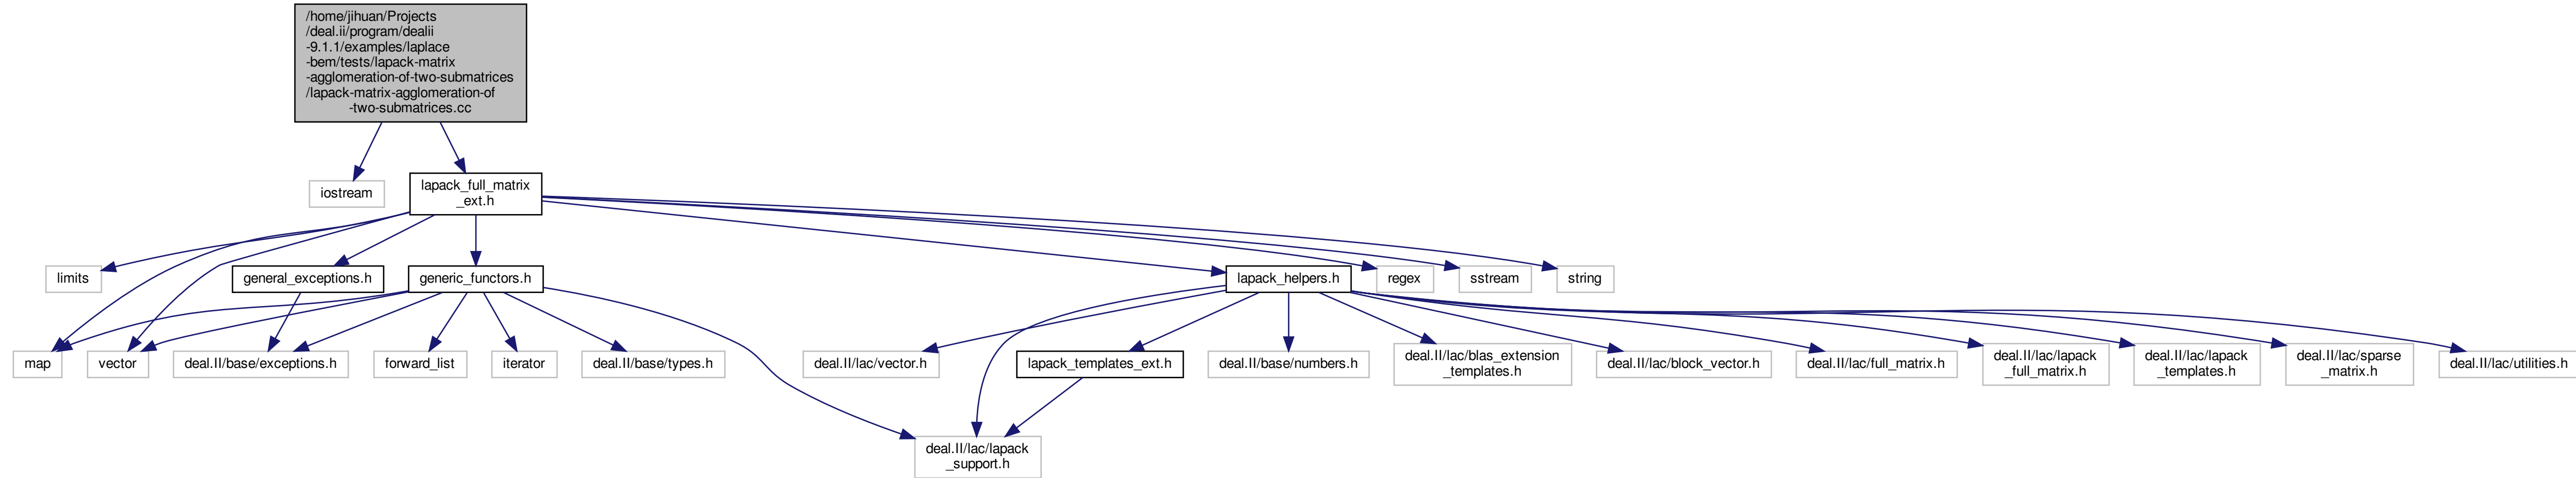 /home/jihuan/Projects
/deal.ii/program/dealii
-9.1.1/examples/laplace
-bem/tests/lapack-matrix
-agglomeration-of-two-submatrices
/lapack-matrix-agglomeration-of
-two-submatrices.cc
iostream
lapack_full_matrix
_ext.h
limits
general_exceptions.h
generic_functors.h
lapack_helpers.h
regex
sstream
string
map
vector
deal.II/base/exceptions.h
forward_list
iterator
deal.II/base/types.h
deal.II/lac/vector.h
lapack_templates_ext.h
deal.II/base/numbers.h
deal.II/lac/blas_extension
_templates.h
deal.II/lac/block_vector.h
deal.II/lac/full_matrix.h
deal.II/lac/lapack
_full_matrix.h
deal.II/lac/lapack
_templates.h
deal.II/lac/sparse
_matrix.h
deal.II/lac/utilities.h
deal.II/lac/lapack
_support.h